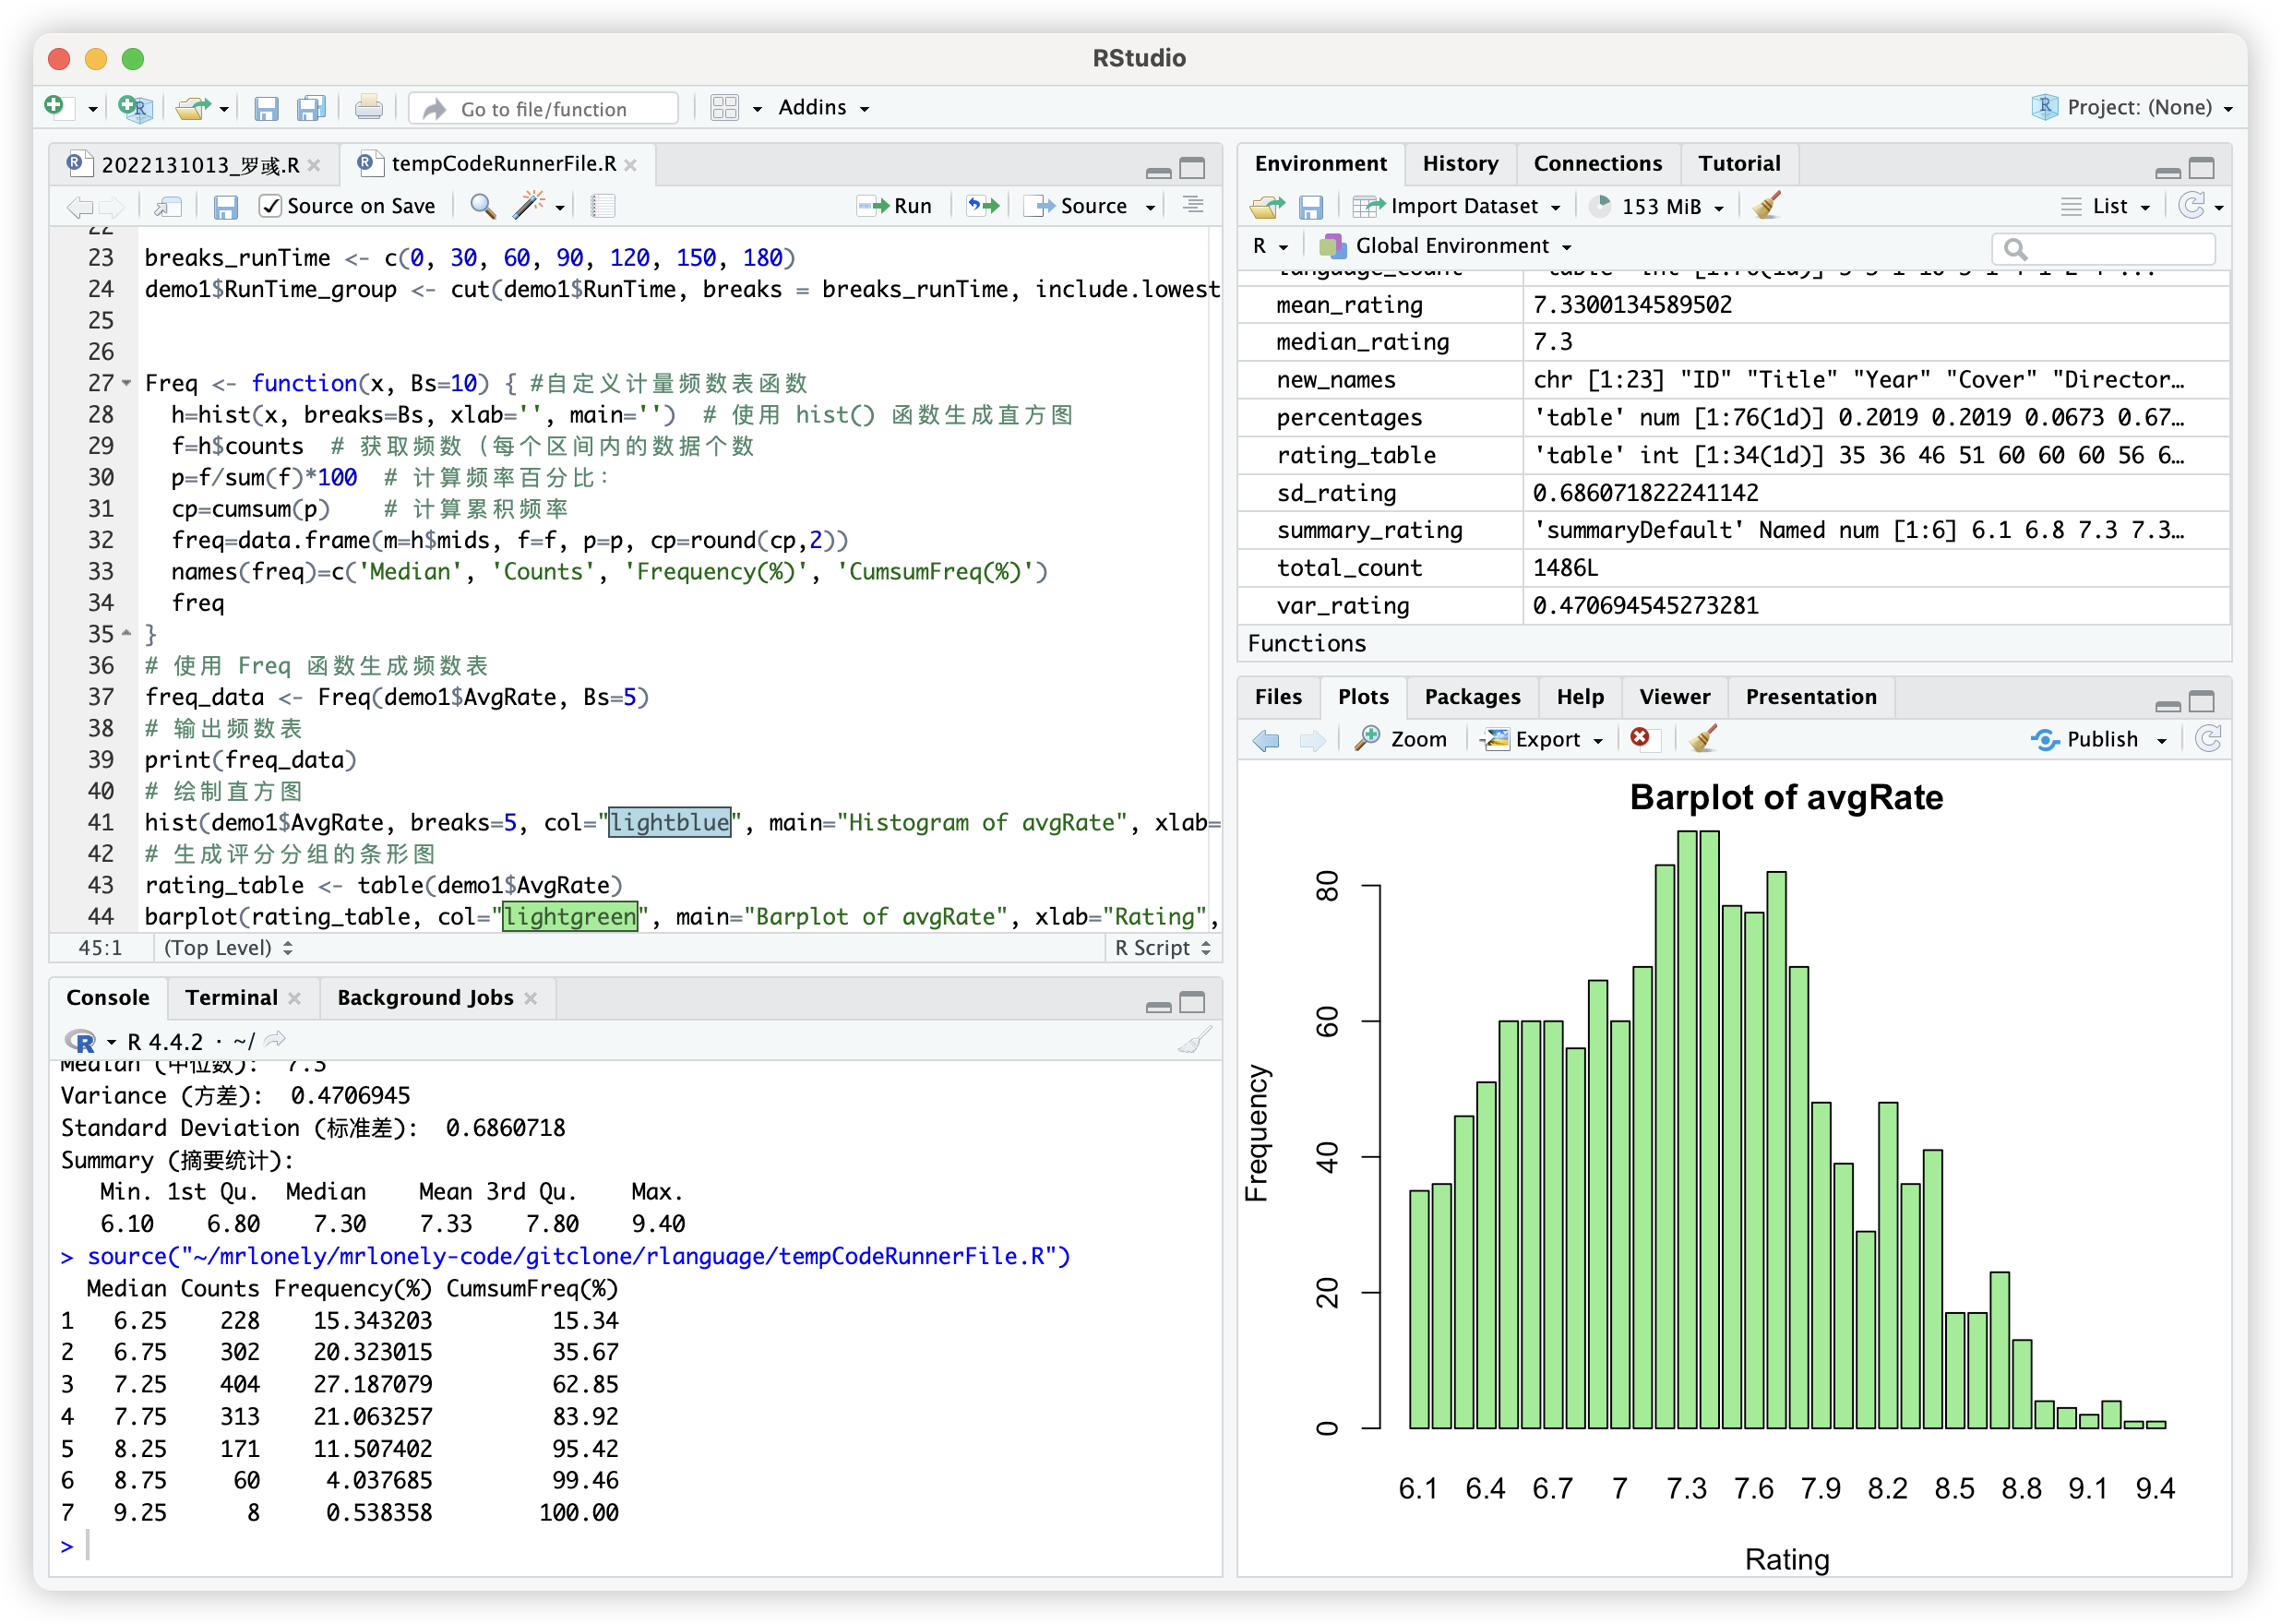 RStudio
Go to file/function
Addins
Project: (None)
2022131013_罗彧.R
tempCodeRunnerFile.R
Source on Save
Run
Source
22
23 breaks_runTime <- c(0, 30, 60, 90, 120, 150, 180)
24 demo1$RunTime_group <- cut(demo1$RunTime, breaks = breaks_runTime, include.lowest
25
26
27 Freq <- function(x, Bs=10) { #自定义计量频数表函数
28 h=hist(x, breaks=Bs, xlab='', main='') # 使用 hist() 函数生成直方图
29 f=h$counts # 获取频数（每个区间内的数据个数
30 p=f/sum(f)*100 # 计算频率百分比：
31 cp=cumsum(p) # 计算累积频率
32 freq=data.frame(m=h$mids, f=f, p=p, cp=round(cp,2))
33 names(freq)=c('Median', 'Counts', 'Frequency(%)', 'CumsumFreq(%)')
34 freq
35 }
36 # 使用 Freq 函数生成频数表
37 freq_data <- Freq(demo1$AvgRate, Bs=5)
38 # 输出频数表
39 print(freq_data)
40 # 绘制直方图
41 hist(demo1$AvgRate, breaks=5, col="lightblue", main="Histogram of avgRate", xlab=
42 # 生成评分分组的条形图
43 rating_table <- table(demo1$AvgRate)
44 barplot(rating_table, col="lightgreen", main="Barplot of avgRate", xlab="Rating",
45:1 (Top Level) R Script
Console Terminal Background Jobs
R 4.4.2 · ~/
Median (中位数): 7.3
Variance (方差): 0.4706945
Standard Deviation (标准差): 0.6860718
Summary (摘要统计):
Min. 1st Qu. Median Mean 3rd Qu. Max.
6.10 6.80 7.30 7.33 7.80 9.40
> source("~/mrlonely/mrlonely-code/gitclone/rlanguage/tempCodeRunnerFile.R")
Median Counts Frequency(%) CumsumFreq(%)
1 6.25 228 15.343203 15.34
2 6.75 302 20.323015 35.67
3 7.25 404 27.187079 62.85
4 7.75 313 21.063257 83.92
5 8.25 171 11.507402 95.42
6 8.75 60 4.037685 99.46
7 9.25 8 0.538358 100.00
>
Environment History Connections Tutorial
Import Dataset 153 MiB List
R Global Environment
language_count 'table' int [1:76(1d)] 3 3 1 10 3 1 4 1 2 4 ...
mean_rating 7.3300134589502
median_rating 7.3
new_names chr [1:23] "ID" "Title" "Year" "Cover" "Director…
percentages 'table' num [1:76(1d)] 0.2019 0.2019 0.0673 0.67…
rating_table 'table' int [1:34(1d)] 35 36 46 51 60 60 60 56 6…
sd_rating 0.686071822241142
summary_rating 'summaryDefault' Named num [1:6] 6.1 6.8 7.3 7.3…
total_count 1486L
var_rating 0.470694545273281
Functions
Files Plots Packages Help Viewer Presentation
Zoom Export Publish
Barplot of avgRate
Frequency
80
60
40
20
0
6.1 6.4 6.7 7 7.3 7.6 7.9 8.2 8.5 8.8 9.1 9.4
Rating